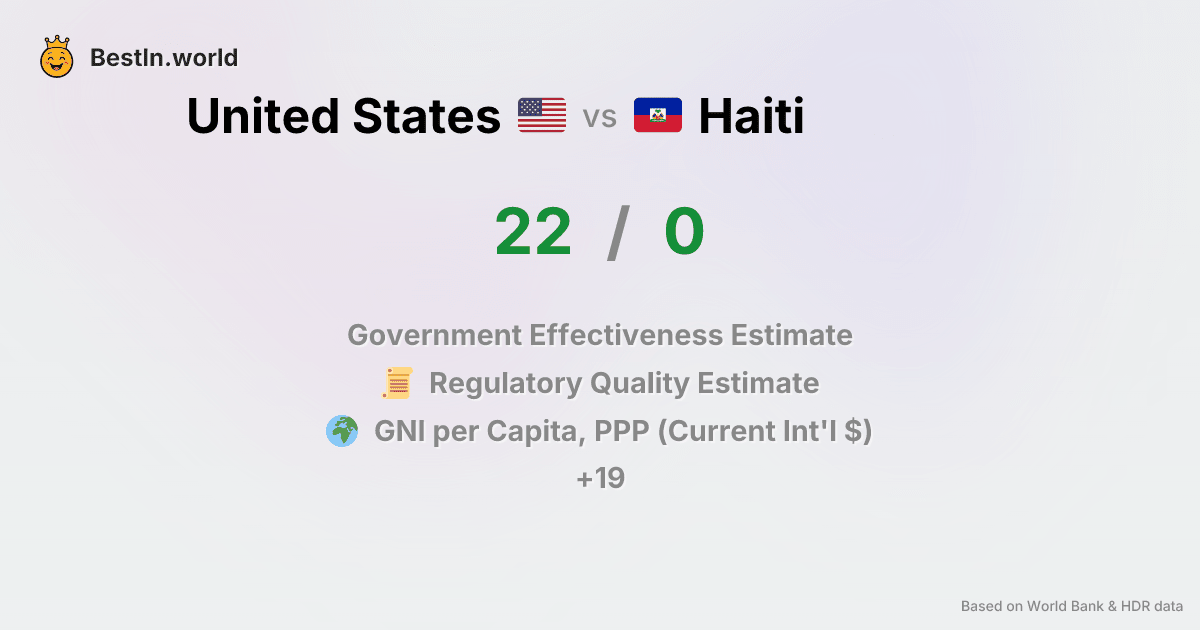 BestIn.world
United States vs Haiti
22 / 0
Government Effectiveness Estimate
Regulatory Quality Estimate
GNI per Capita, PPP (Current Int'l $)
+19
Based on World Bank & HDR data